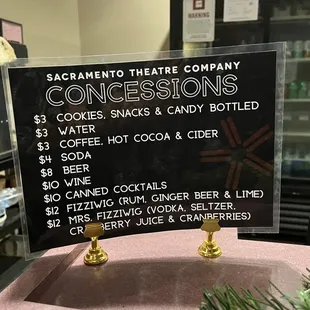 WARNING
SACRAMENTO THEATRE COMPANY
CONCESSIONS
$3 COOKIES, SNACKS & CANDY BOTTLED
$3 WATER
$3 COFFEE, HOT COCOA & CIDER
$4 SODA
$8 BEER
$10 WINE
$10 CANNED COCKTAILS
$12 FIZZIWIG (RUM, GINGER BEER & LIME)
$12 MRS. FIZZIWIG (VODKA, SELTZER,
CRANBERRY JUICE & CRANBERRIES)